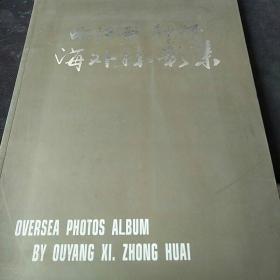 海外摄影集
OVERSEA PHOTOS ALBUM
BY OUYANG XI. ZHONG HUAI